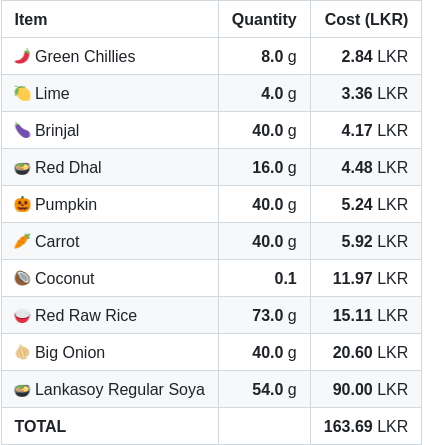 Item Quantity Cost (LKR)
Green Chillies 8.0 g 2.84 LKR
Lime 4.0 g 3.36 LKR
Brinjal 40.0 g 4.17 LKR
Red Dhal 16.0 g 4.48 LKR
Pumpkin 40.0 g 5.24 LKR
Carrot 40.0 g 5.92 LKR
Coconut 0.1 11.97 LKR
Red Raw Rice 73.0 g 15.11 LKR
Big Onion 40.0 g 20.60 LKR
Lankasoy Regular Soya 54.0 g 90.00 LKR
TOTAL 163.69 LKR